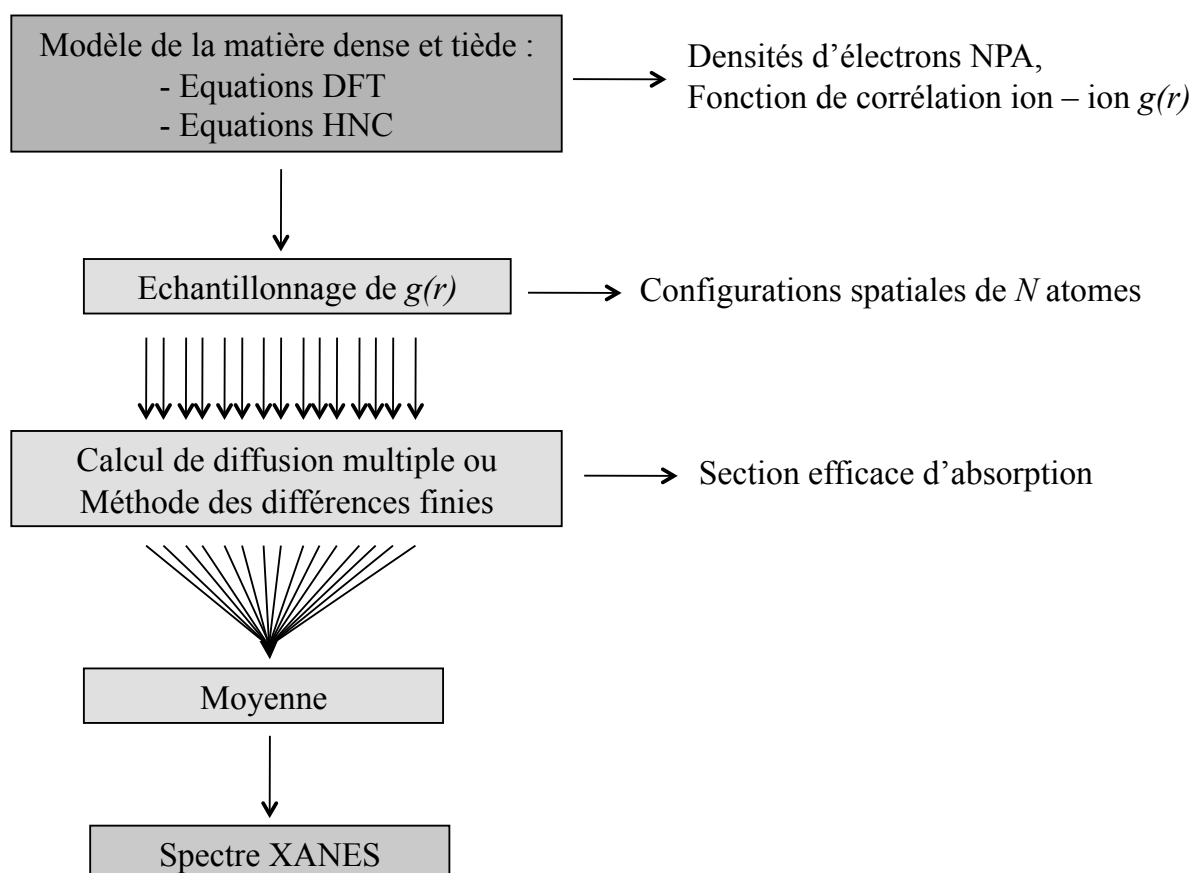 Modèle de la matière dense et tiède :
- Equations DFT
- Equations HNC
Densités d’électrons NPA,
Fonction de corrélation ion – ion g(r)
Echantillonnage de g(r)
Configurations spatiales de N atomes
Calcul de diffusion multiple ou
Méthode des différences finies
Section efficace d’absorption
Moyenne
Spectre XANES